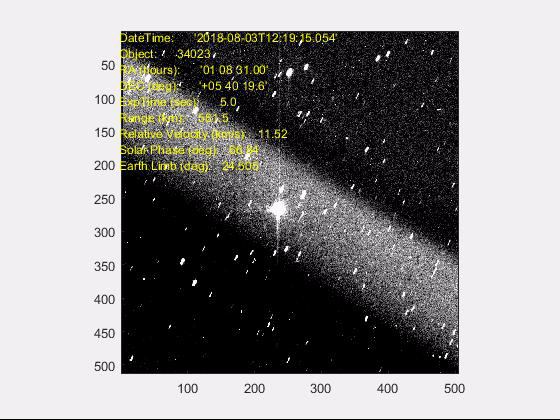 DateTime: '2018-08-03T12:19:15.054'
Object: 34023
RA (hours): '01 08 31.00'
DEC (deg): '+05 40 19.6'
ExpTime (sec): 5.0
Range (km): 581.5
Relative Velocity (km/s): 11.52
Solar Phase (deg): 66.84
Earth Limb (deg): 24.506
50
100
150
200
250
300
350
400
450
500
100 200 300 400 500